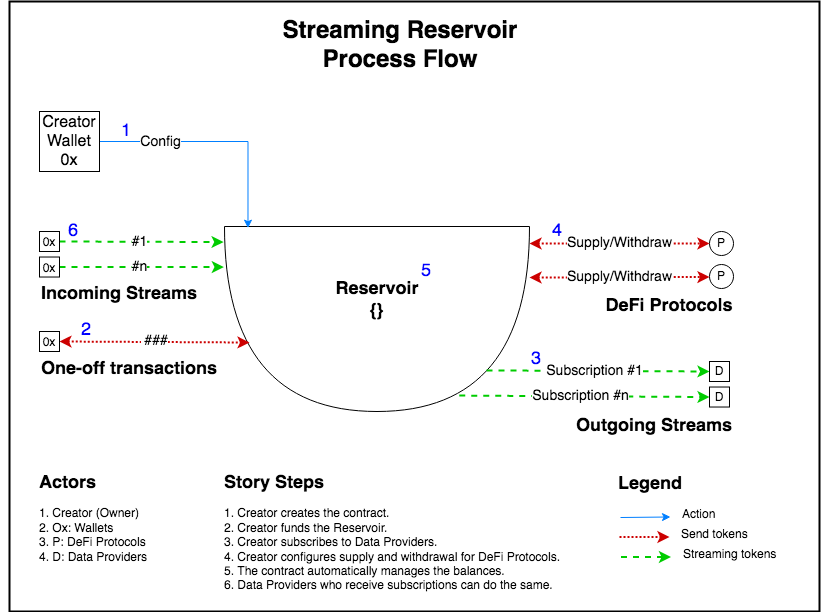 Streaming Reservoir
Process Flow
Creator
Wallet
0x
1
Config
0x
6
#1
0x
#n
Incoming Streams
0x
2
###
One-off transactions
Reservoir
{}
5
4
Supply/Withdraw
P
Supply/Withdraw
P
DeFi Protocols
3
Subscription #1
D
Subscription #n
D
Outgoing Streams
Actors
1. Creator (Owner)
2. Ox: Wallets
3. P: DeFi Protocols
4. D: Data Providers
Story Steps
1. Creator creates the contract.
2. Creator funds the Reservoir.
3. Creator subscribes to Data Providers.
4. Creator configures supply and withdrawal for DeFi Protocols.
5. The contract automatically manages the balances.
6. Data Providers who receive subscriptions can do the same.
Legend
Action
Send tokens
Streaming tokens